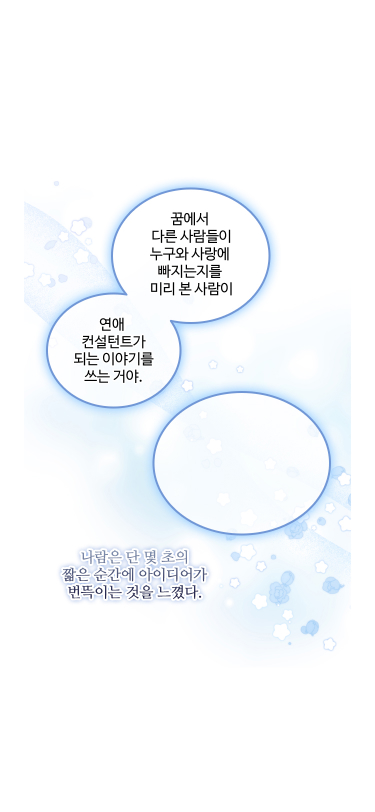 꿈에서
다른 사람들이
누구와 사랑에
빠지는지를
미리 본 사람이
연애
컨설턴트가
되는 이야기를
쓰는 거야.
나람은 단 몇 초의
짧은 순간에 아이디어가
번뜩이는 것을 느꼈다.